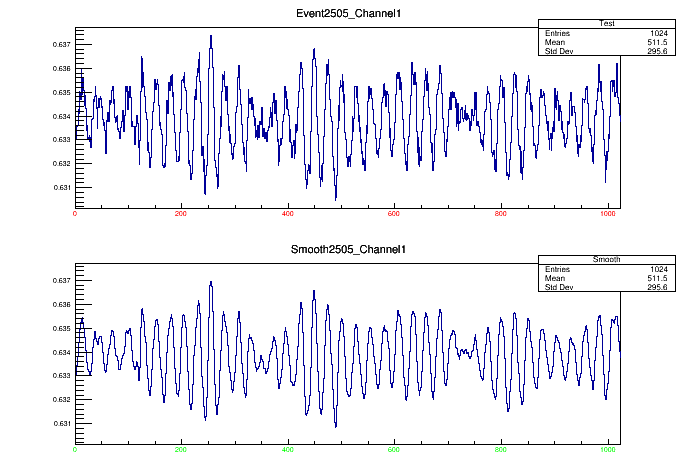 Event2505_Channel1
Test
Entries 1024
Mean 511.5
Std Dev 295.6
0.637
0.636
0.635
0.634
0.633
0.632
0.631
0 200 400 600 800 1000
Smooth2505_Channel1
Smooth
Entries 1024
Mean 511.5
Std Dev 295.6
0.637
0.636
0.635
0.634
0.633
0.632
0.631
0 200 400 600 800 1000